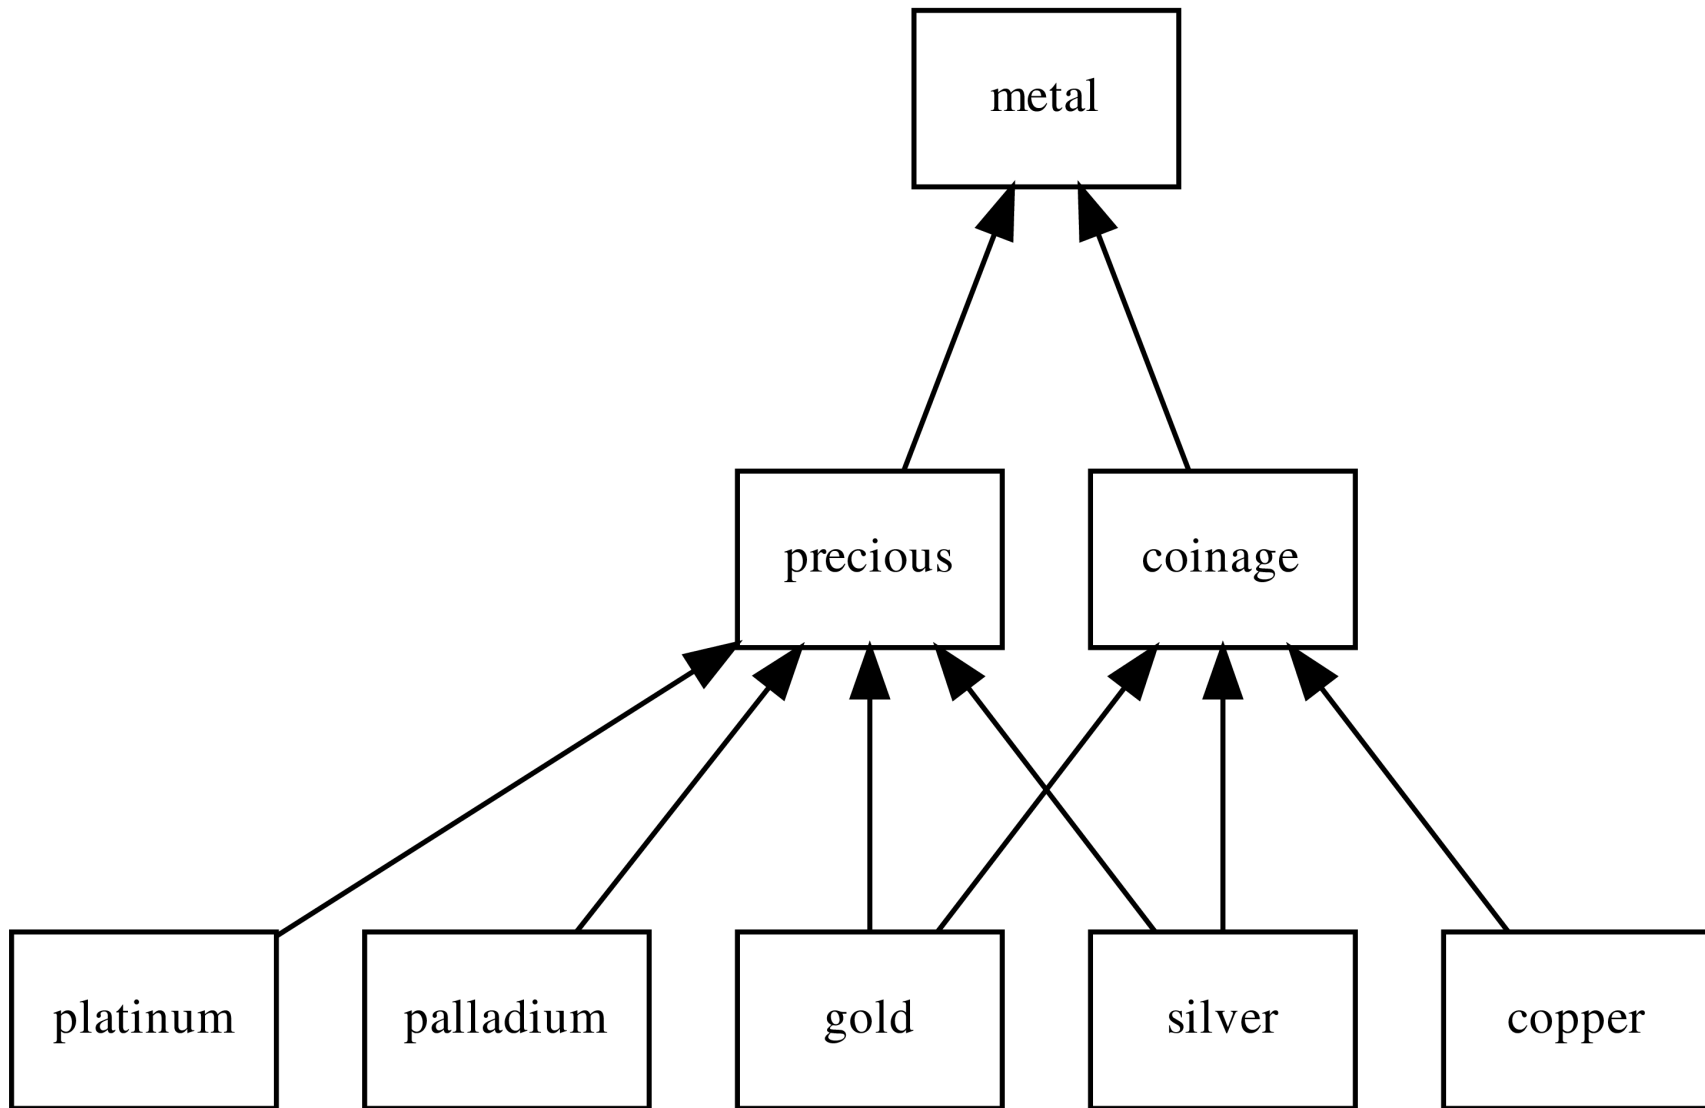 metal
precious
coinage
platinum
palladium
gold
silver
copper